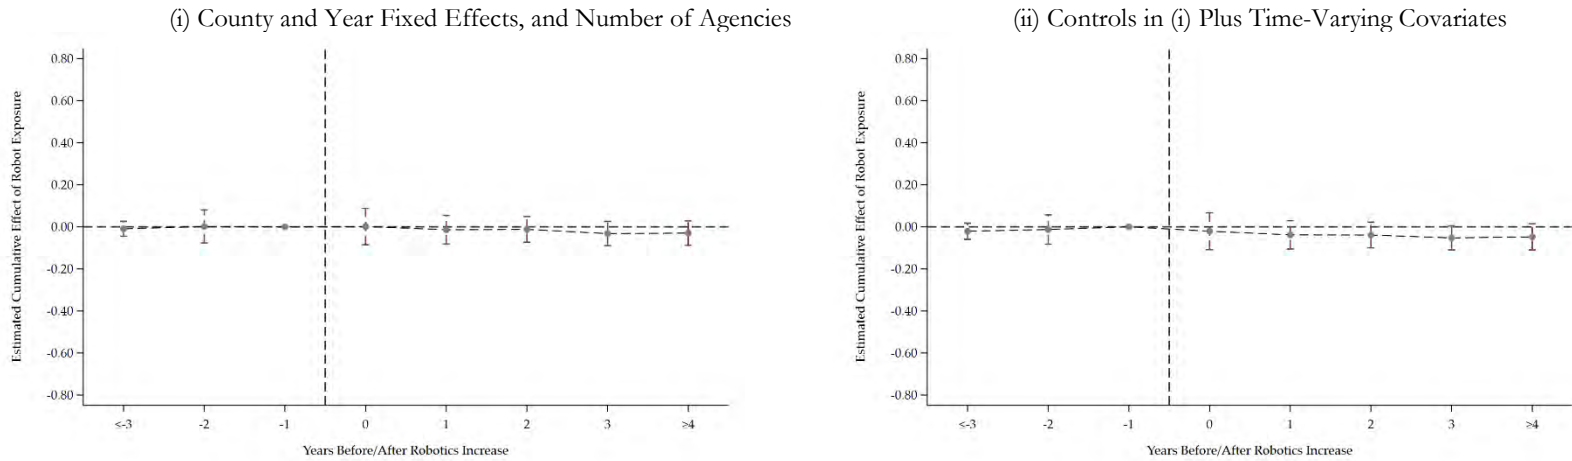 (i) County and Year Fixed Effects, and Number of Agencies
Estimated Cumulative Effect of Robot Exposure
0.80
0.60
0.40
0.20
0.00
-0.20
-0.40
-0.60
-0.80
≤-3 -2 -1 0 1 2 3 ≥4
Years Before/After Robotics Increase
(ii) Controls in (i) Plus Time-Varying Covariates
Estimated Cumulative Effect of Robot Exposure
0.80
0.60
0.40
0.20
0.00
-0.20
-0.40
-0.60
-0.80
≤-3 -2 -1 0 1 2 3 ≥4
Years Before/After Robotics Increase